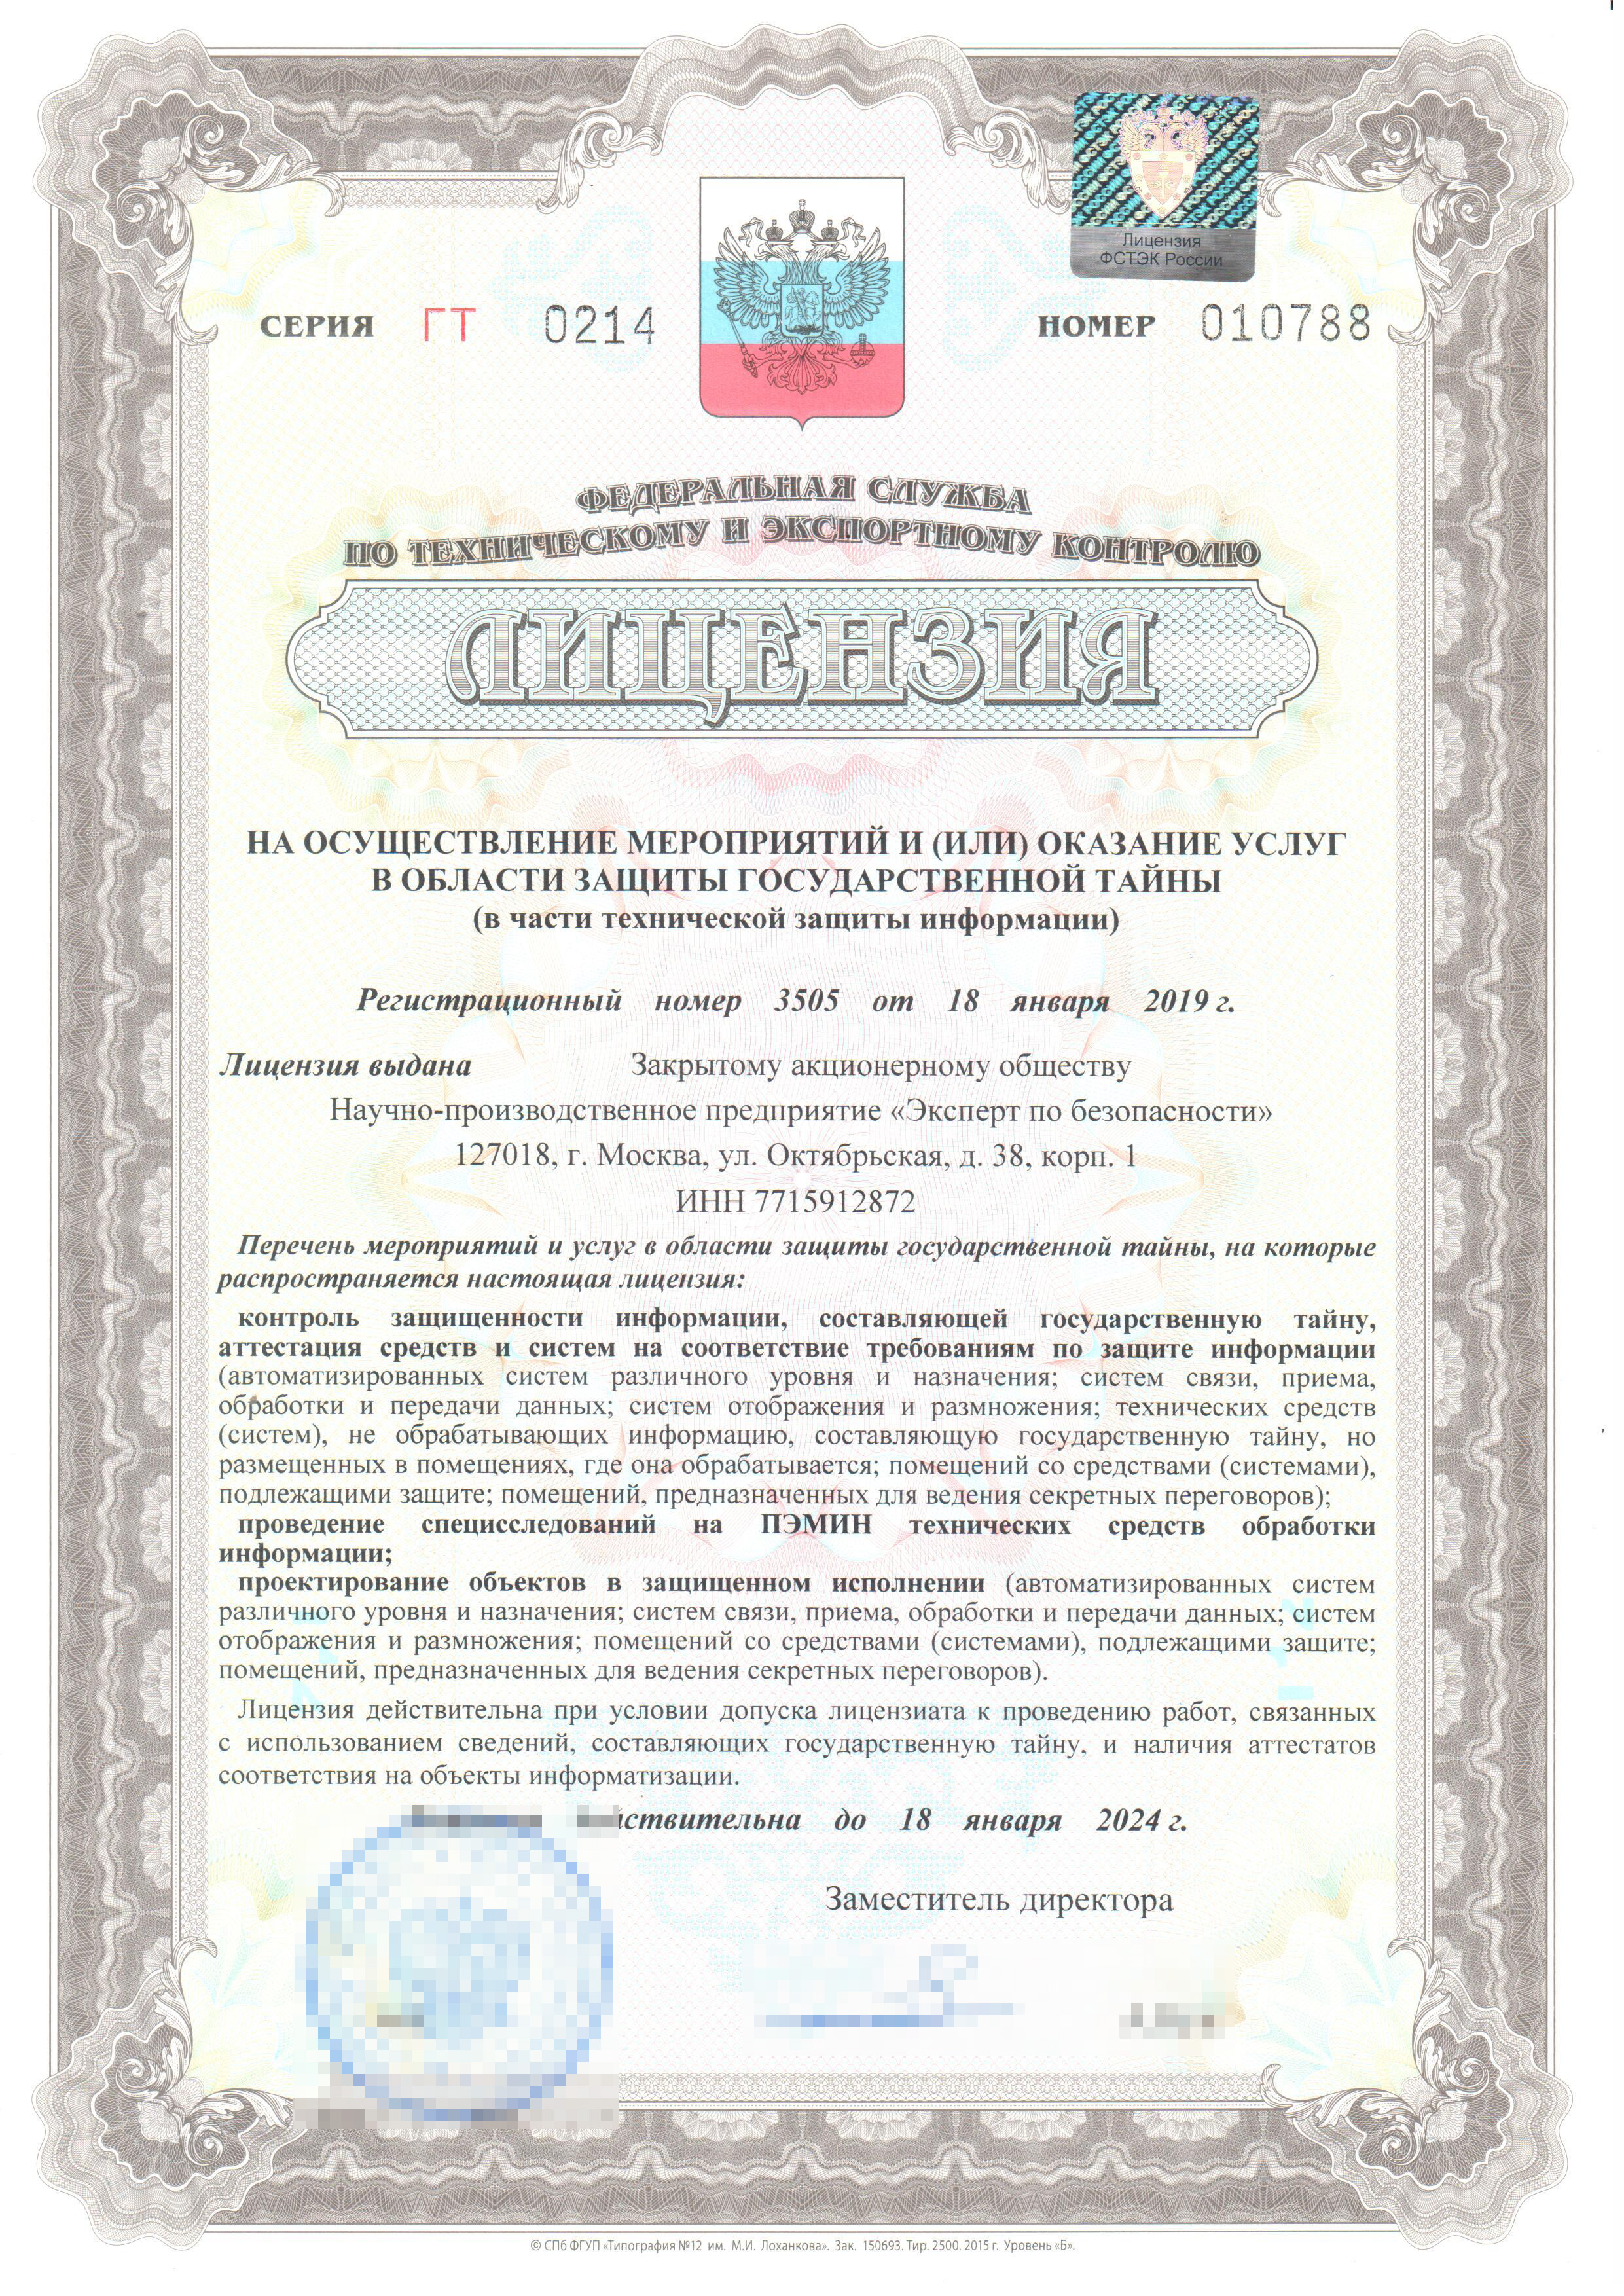 Лицензия
ФСТЭК России
СЕРИЯ ГТ 0214
НОМЕР 010788
ФЕДЕРАЛЬНАЯ СЛУЖБА
ПО ТЕХНИЧЕСКОМУ И ЭКСПОРТНОМУ КОНТРОЛЮ
ЛИЦЕНЗИЯ
НА ОСУЩЕСТВЛЕНИЕ МЕРОПРИЯТИЙ И (ИЛИ) ОКАЗАНИЕ УСЛУГ
В ОБЛАСТИ ЗАЩИТЫ ГОСУДАРСТВЕННОЙ ТАЙНЫ
(в части технической защиты информации)
Регистрационный номер 3505 от 18 января 2019 г.
Лицензия выдана Закрытому акционерному обществу
Научно-производственное предприятие «Эксперт по безопасности»
127018, г. Москва, ул. Октябрьская, д. 38, корп. 1
ИНН 7715912872
Перечень мероприятий и услуг в области защиты государственной тайны, на которые
распространяется настоящая лицензия:
контроль защищенности информации, составляющей государственную тайну,
аттестация средств и систем на соответствие требованиям по защите информации
(автоматизированных систем различного уровня и назначения; систем связи, приема,
обработки и передачи данных; систем отображения и размножения; технических средств
(систем), не обрабатывающих информацию, составляющую государственную тайну, но
размещенных в помещениях, где она обрабатывается; помещений со средствами (системами),
подлежащими защите; помещений, предназначенных для ведения секретных переговоров);
проведение специсследований на ПЭМИН технических средств обработки
информации;
проектирование объектов в защищенном исполнении (автоматизированных систем
различного уровня и назначения; систем связи, приема, обработки и передачи данных; систем
отображения и размножения; помещений со средствами (системами), подлежащими защите;
помещений, предназначенных для ведения секретных переговоров).
Лицензия действительна при условии допуска лицензиата к проведению работ, связанных
с использованием сведений, составляющих государственную тайну, и наличия аттестатов
соответствия на объекты информатизации.
ствительна до 18 января 2024 г.
Заместитель директора
© СПб ФГУП «Типография №12 им. М.И. Лоханкова». Зак. 150693. Тир. 2500. 2015 г. Уровень «Б».